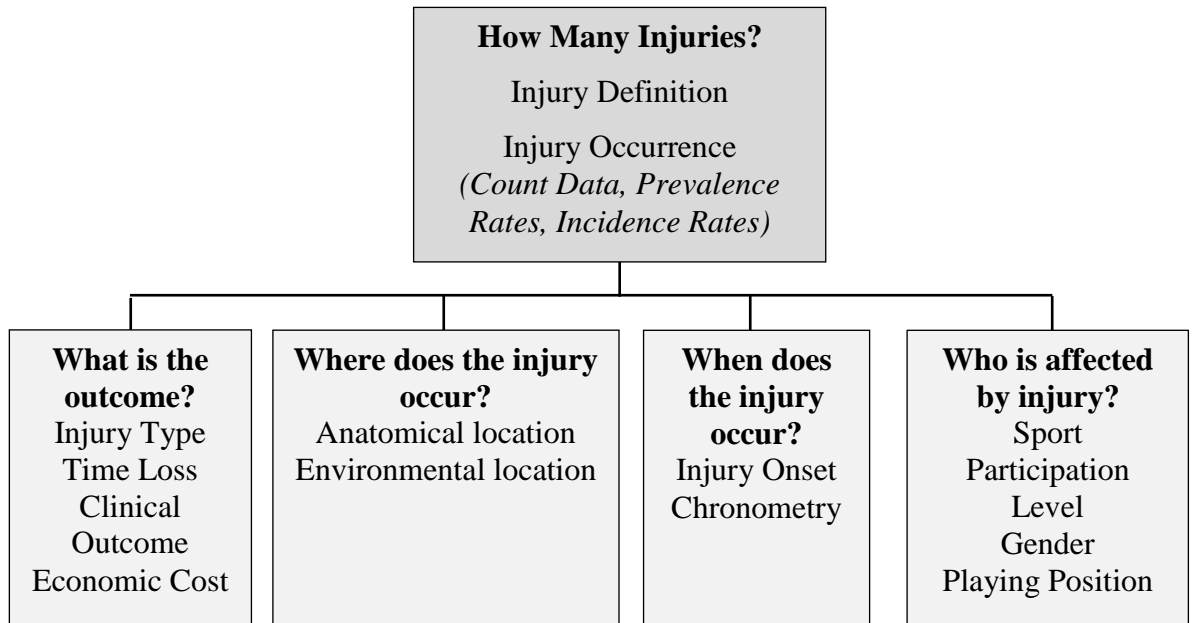 How Many Injuries?
Injury Definition
Injury Occurrence
(Count Data, Prevalence
Rates, Incidence Rates)
What is the
outcome?
Injury Type
Time Loss
Clinical
Outcome
Economic Cost
Where does the injury
occur?
Anatomical location
Environmental location
When does
the injury
occur?
Injury Onset
Chronometry
Who is affected
by injury?
Sport
Participation
Level
Gender
Playing Position